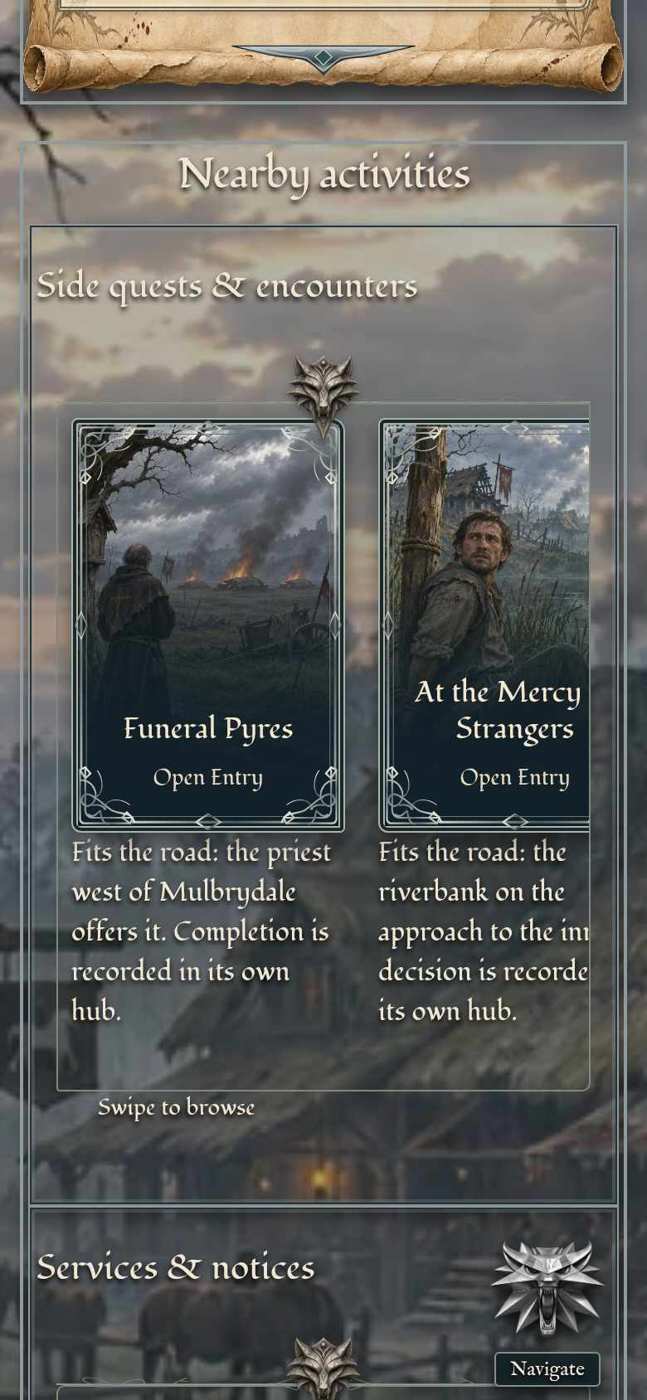 Nearby activities
Side quests & encounters
Funeral Pyres
Open Entry
Fits the road: the priest
west of Mulbrydale
offers it. Completion is
recorded in its own
hub.
At the Mercy
Strangers
Open Entry
Fits the road: the
riverbank on the
approach to the
decision is
its own hub.
Swipe to browse
Services & notices
Navigate